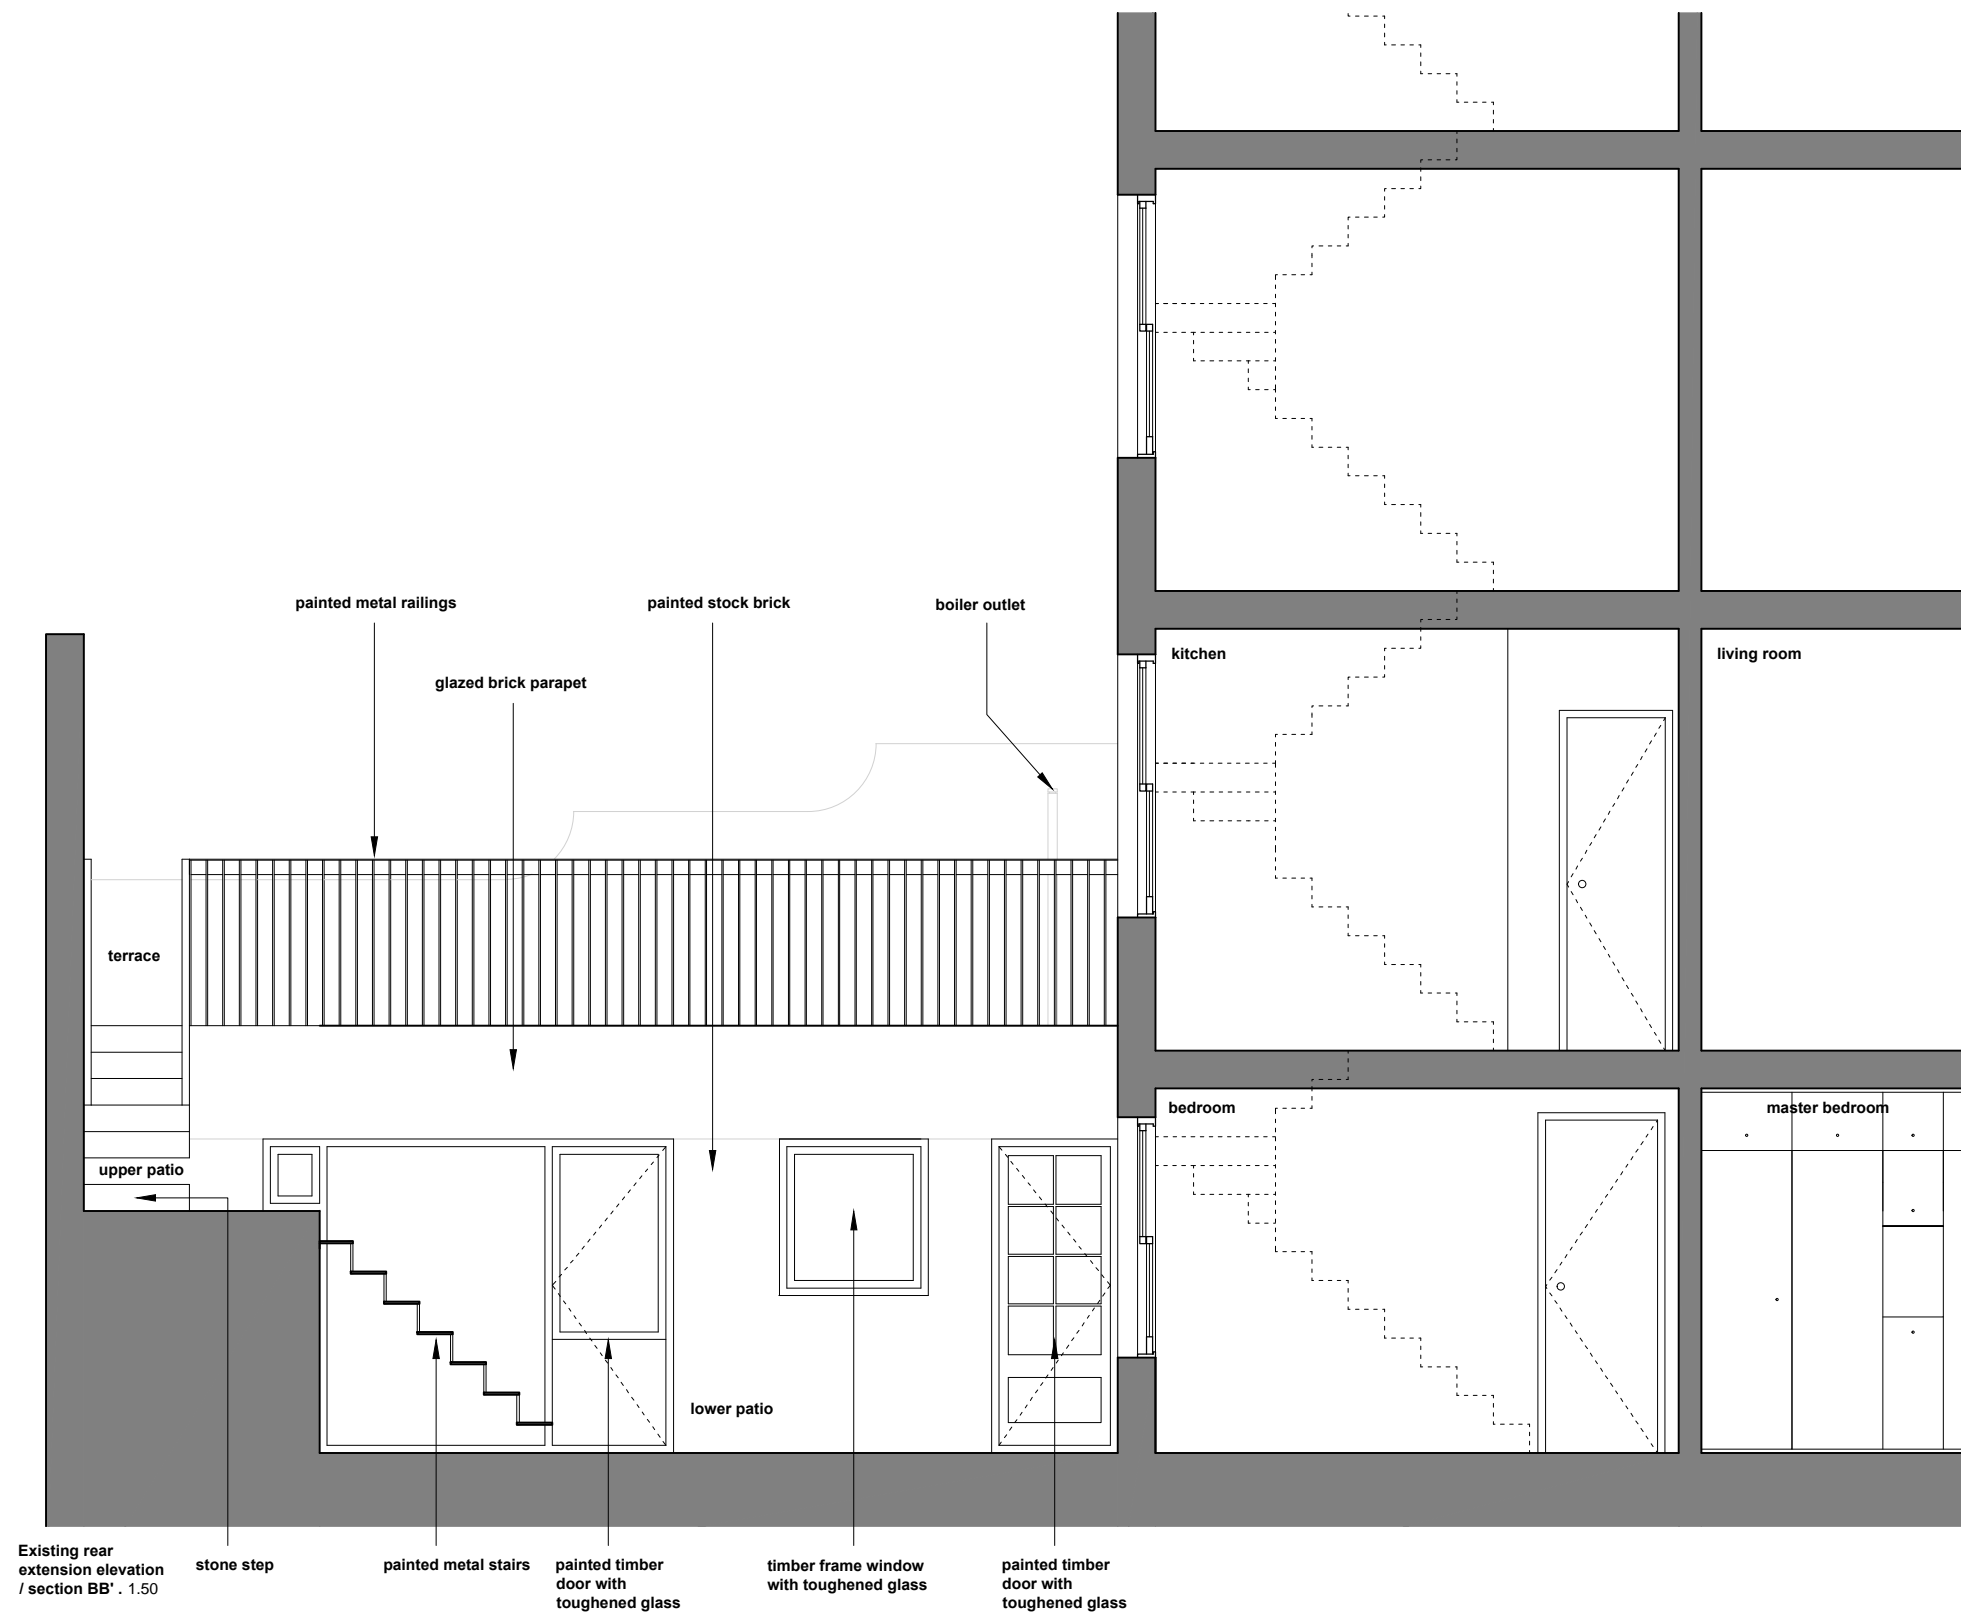 painted metal railings
painted stock brick
boiler outlet
glazed brick parapet
kitchen
living room
terrace
bedroom
master bedroom
upper patio
lower patio
Existing rear
extension elevation
/ section BB' . 1.50
stone step
painted metal stairs
painted timber
door with
toughened glass
timber frame window
with toughened glass
painted timber
door with
toughened glass